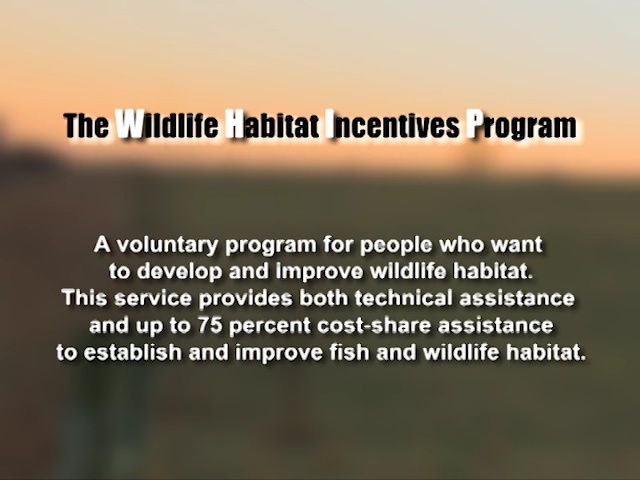 The Wildlife Habitat Incentives Program
A voluntary program for people who want
to develop and improve wildlife habitat.
This service provides both technical assistance
and up to 75 percent cost-share assistance
to establish and improve fish and wildlife habitat.